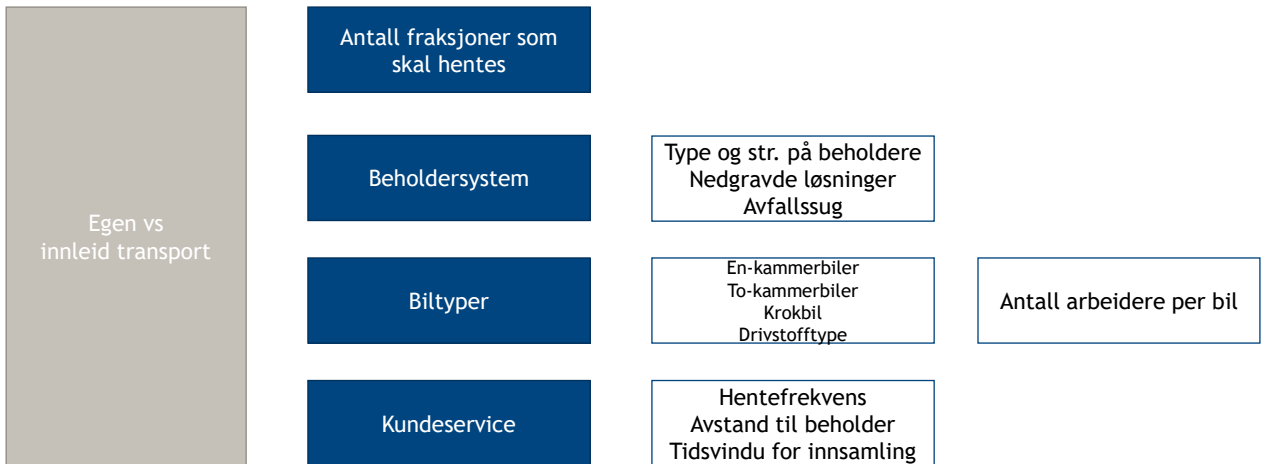 Egen vs
innleid transport
Antall fraksjoner som
skal hentes
Beholdersystem
Type og str. på beholdere
Nedgravde løsninger
Avfallssug
Biltyper
En-kammerbiler
To-kammerbiler
Krokbil
Drivstofftype
Antall arbeidere per bil
Kundeservice
Hentefrekvens
Avstand til beholder
Tidsvindu for innsamling